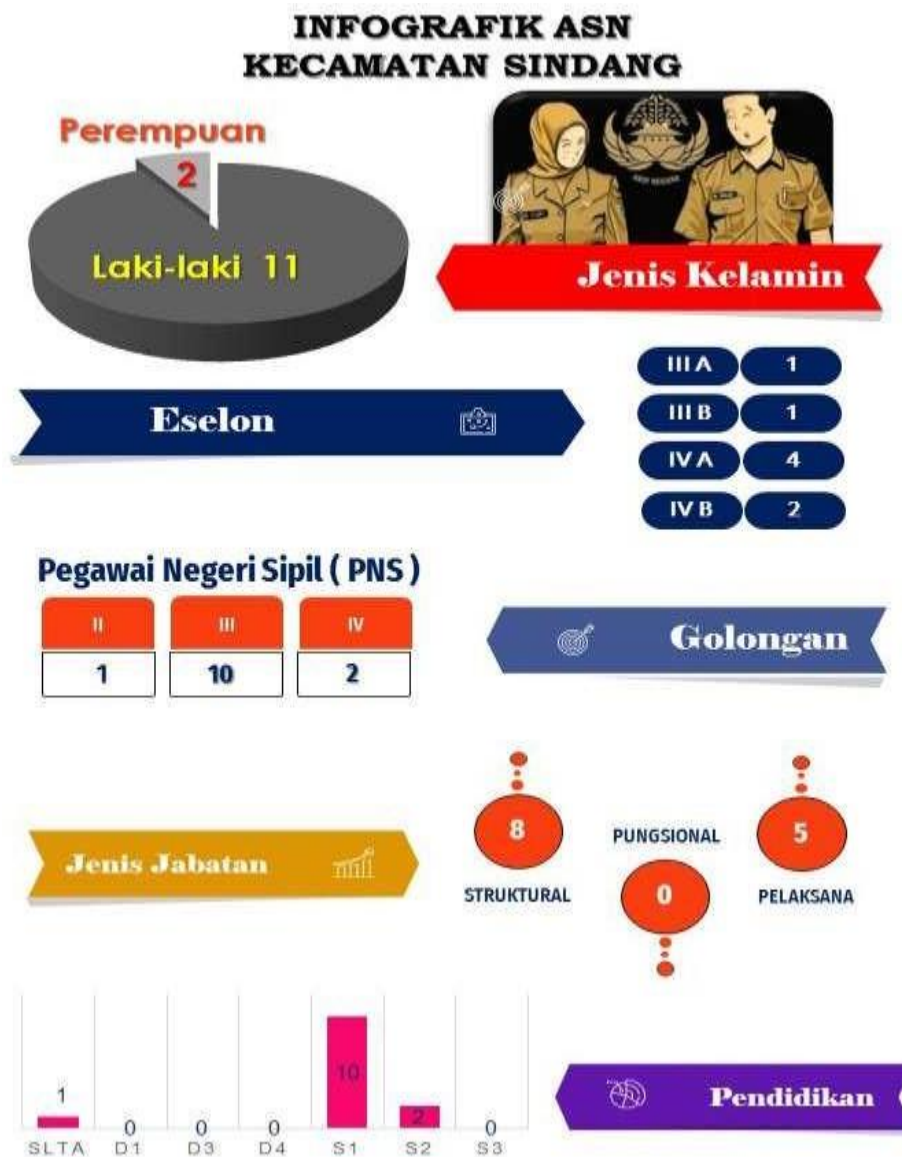 INFOGRAFIK ASN
KECAMATAN SINDANG
Perempuan
2
Laki-laki 11
Jenis Kelamin
Eselon
III A 1
III B 1
IV A 4
IV B 2
Pegawai Negeri Sipil ( PNS )
II III IV
1 10 2
Golongan
Jenis Jabatan
8
STRUKTURAL
PUNGSIONAL
0
5
PELAKSANA
1 0 0 0 10 2 0
SLTA D1 D3 D4 S1 S2 S3
Pendidikan